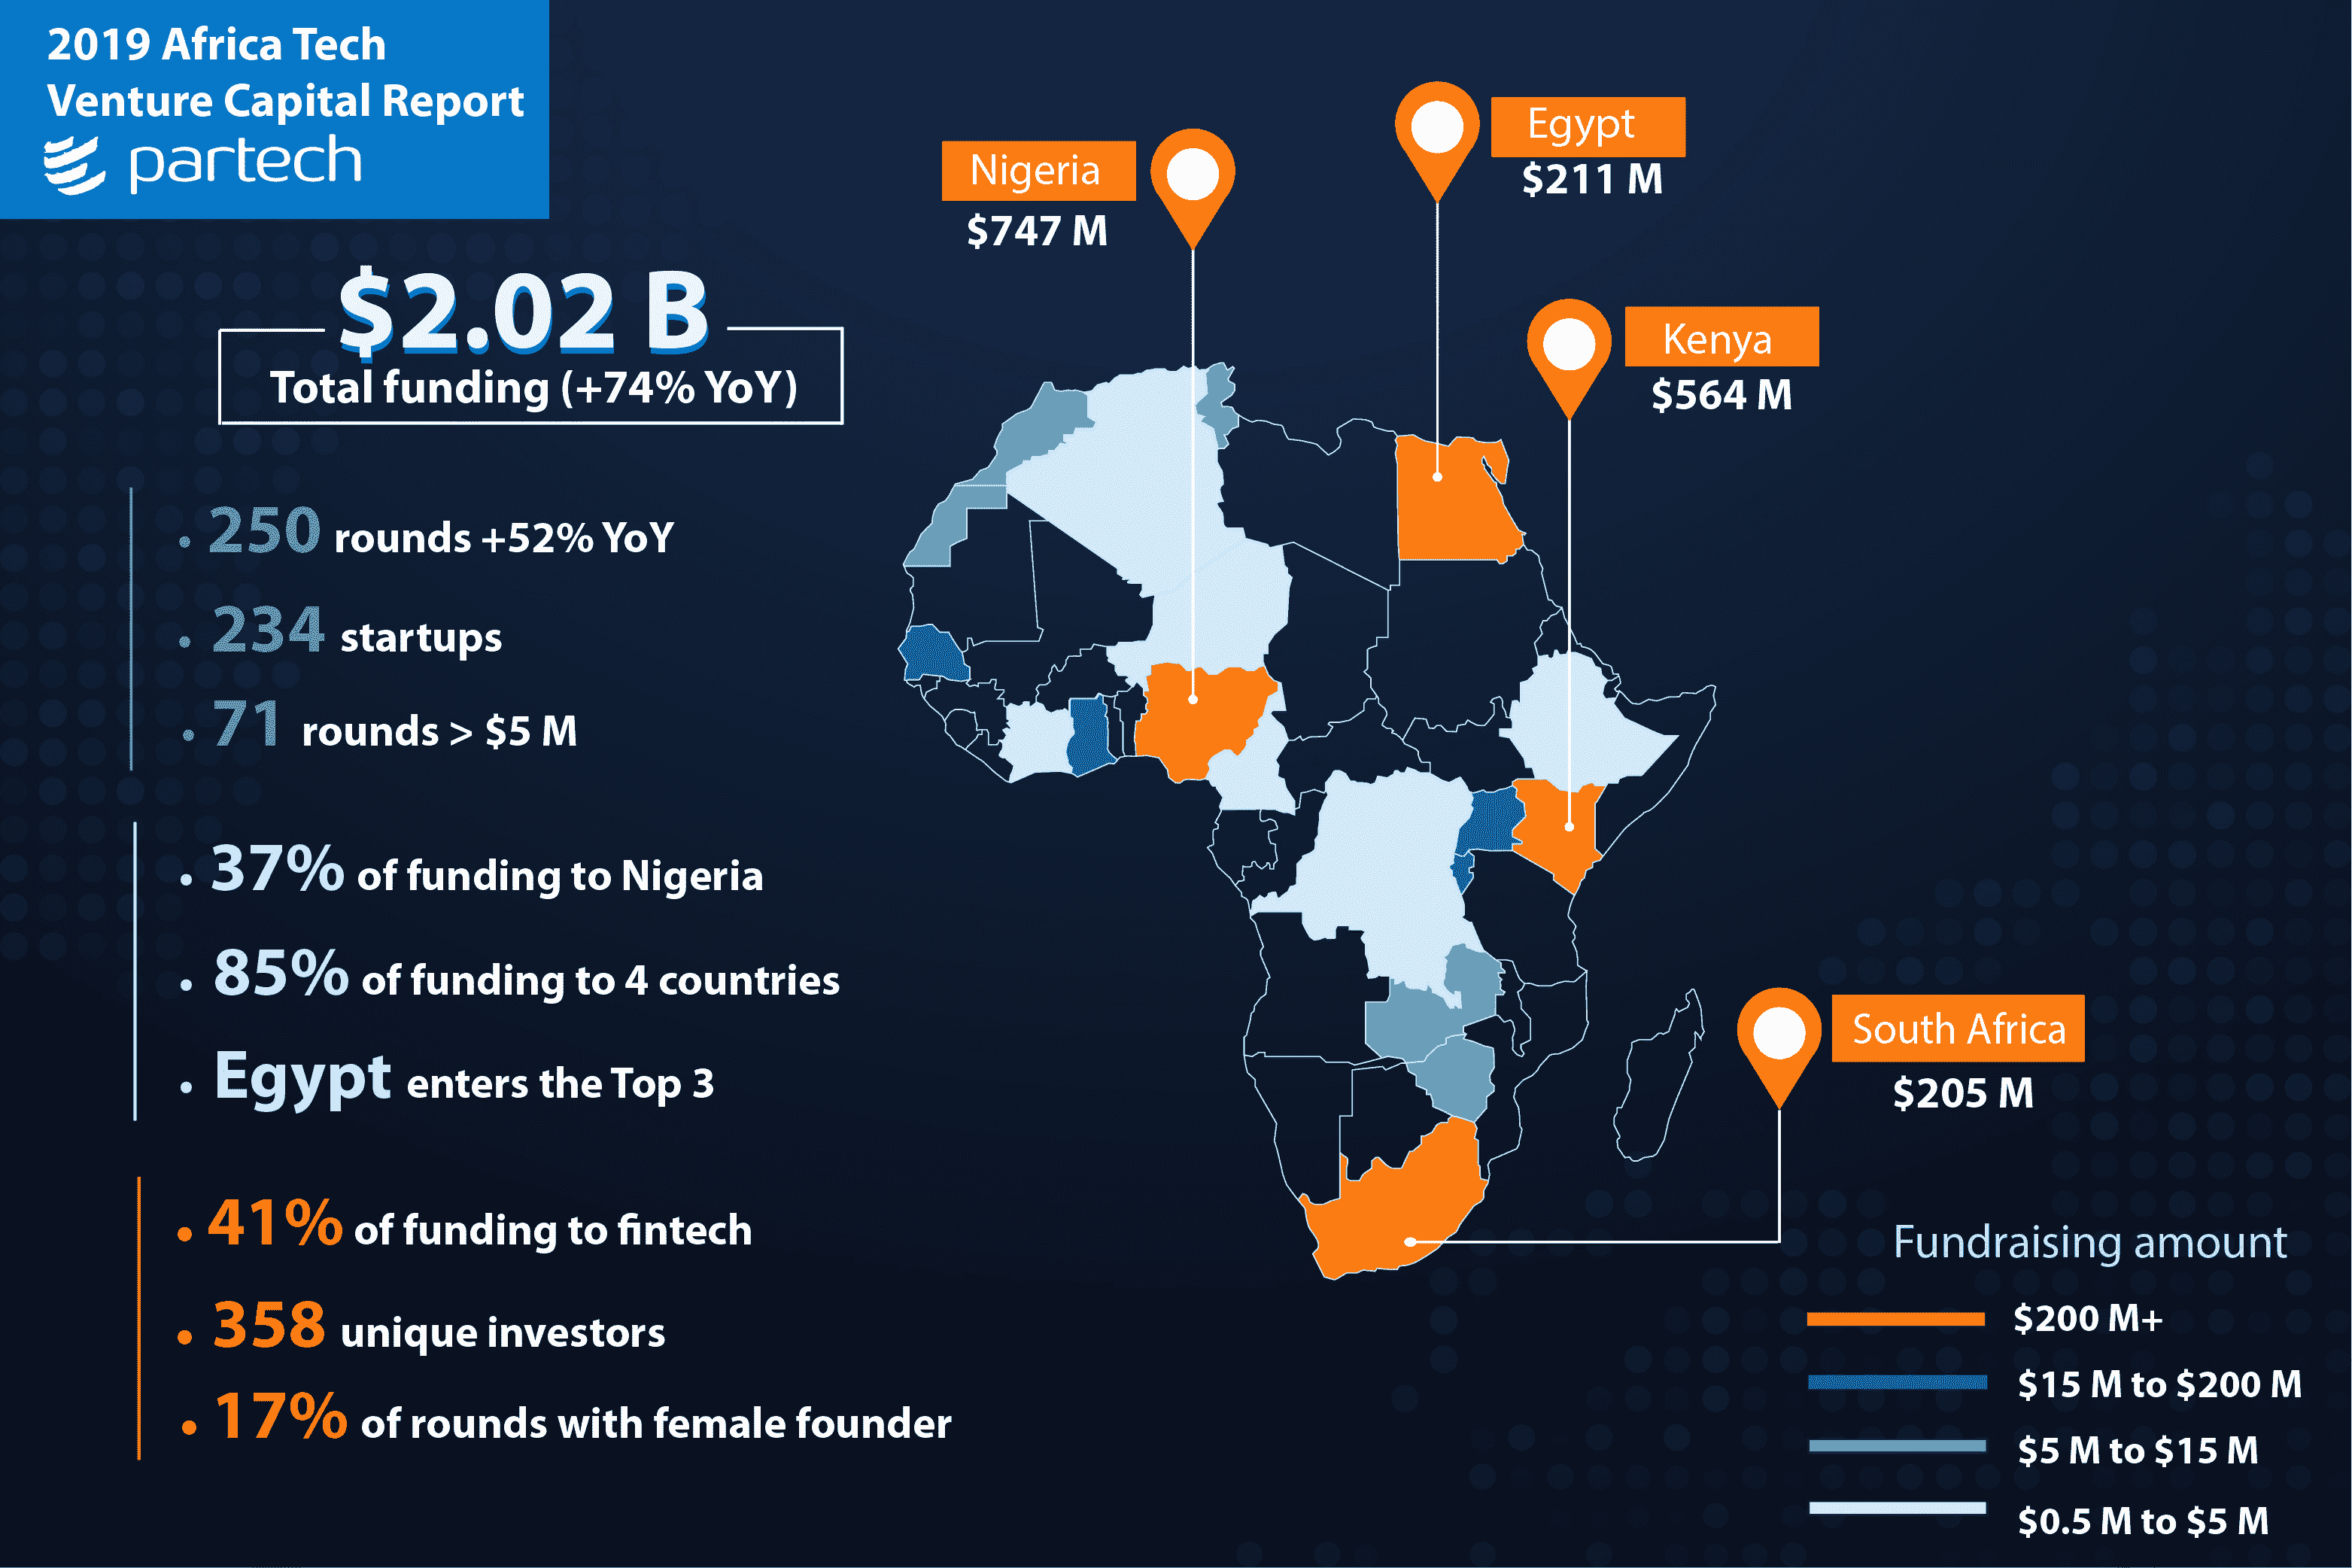 2019 Africa Tech
Venture Capital Report
partech
$2.02 B
Total funding (+74% YoY)
• 250 rounds +52% YoY
• 234 startups
• 71 rounds > $5 M
• 37% of funding to Nigeria
• 85% of funding to 4 countries
• Egypt enters the Top 3
• 41% of funding to fintech
• 358 unique investors
• 17% of rounds with female founder
Nigeria
$747 M
Egypt
$211 M
Kenya
$564 M
South Africa
$205 M
Fundraising amount
$200 M+
$15 M to $200 M
$5 M to $15 M
$0.5 M to $5 M